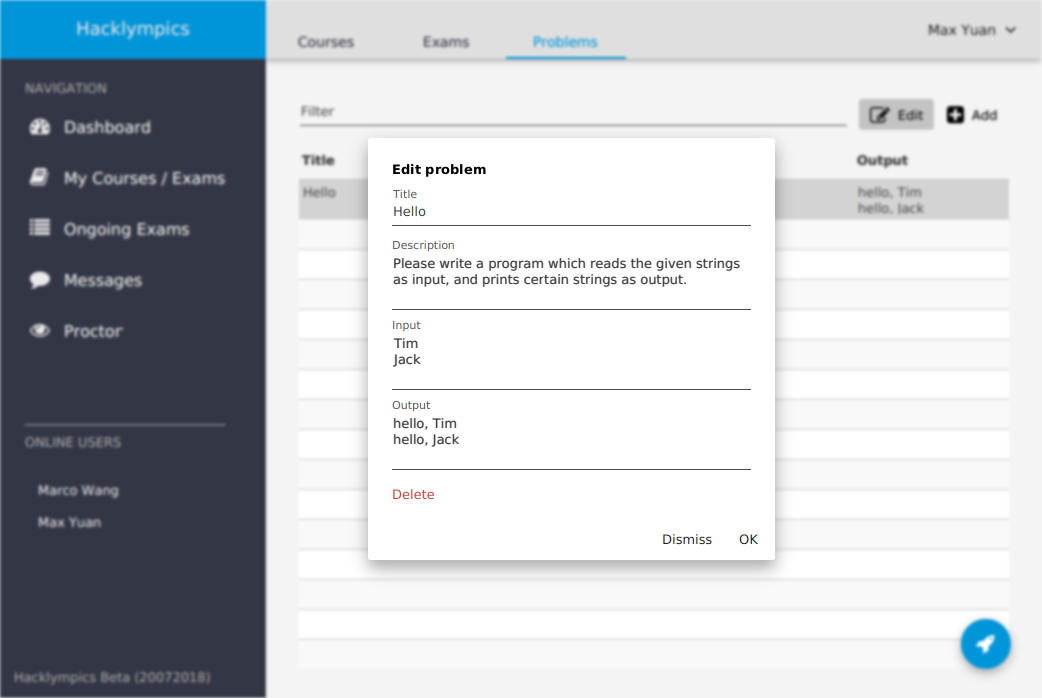 Hacklympics
Courses
Exams
Problems
Max Yuan
NAVIGATION
Dashboard
My Courses / Exams
Ongoing Exams
Messages
Proctor
ONLINE USERS
Marco Wang
Max Yuan
Hacklympics Beta (20072018)
Filter
Edit
Add
Title
Output
Hello
hello, Tim
hello, Jack
Edit problem
Title
Hello
Description
Please write a program which reads the given strings
as input, and prints certain strings as output.
Input
Tim
Jack
Output
hello, Tim
hello, Jack
Delete
Dismiss
OK